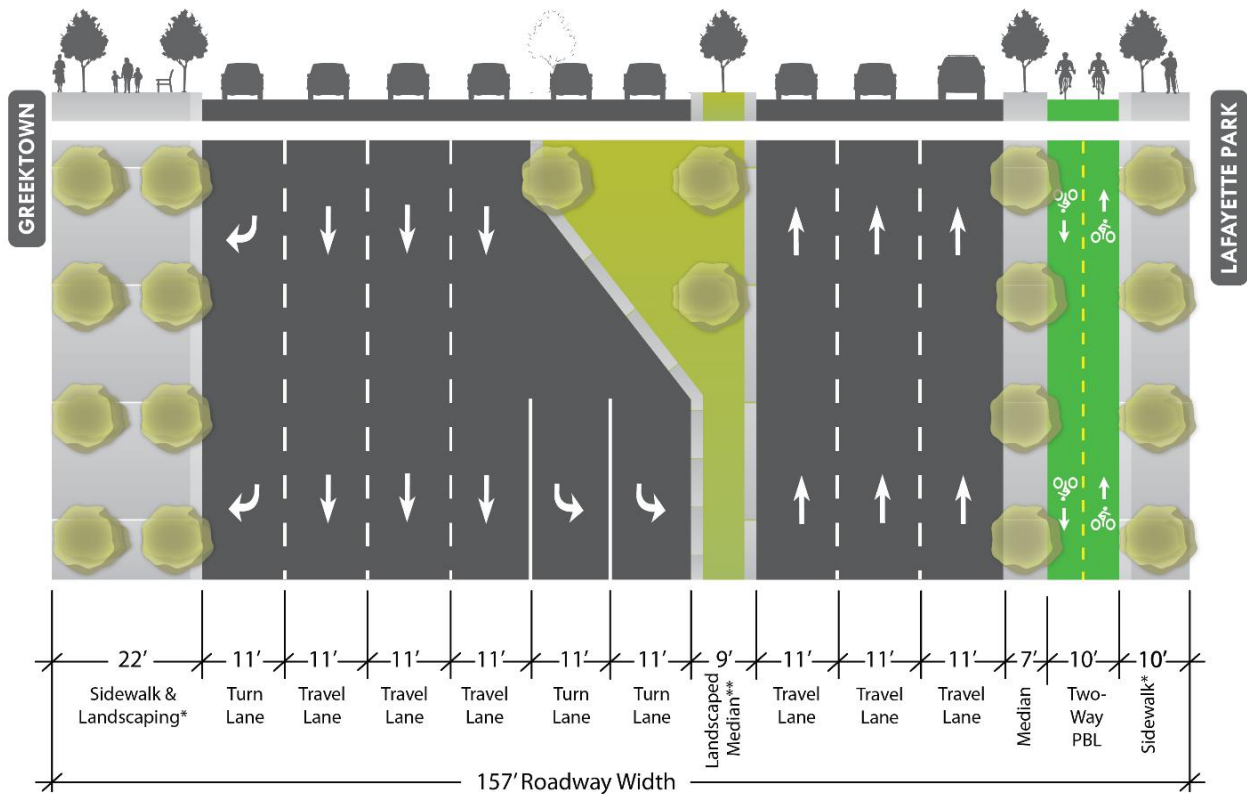 GREEKTOWN
LAFAYETTE PARK
22’
11’
11’
11’
11’
11’
11’
9’
11’
11’
11’
7’
10’
10’
Sidewalk &
Landscaping*
Turn
Lane
Travel
Lane
Travel
Lane
Travel
Lane
Turn
Lane
Turn
Lane
Landscaped
Median**
Travel
Lane
Travel
Lane
Travel
Lane
Median
Two-
Way
PBL
Sidewalk*
157’ Roadway Width